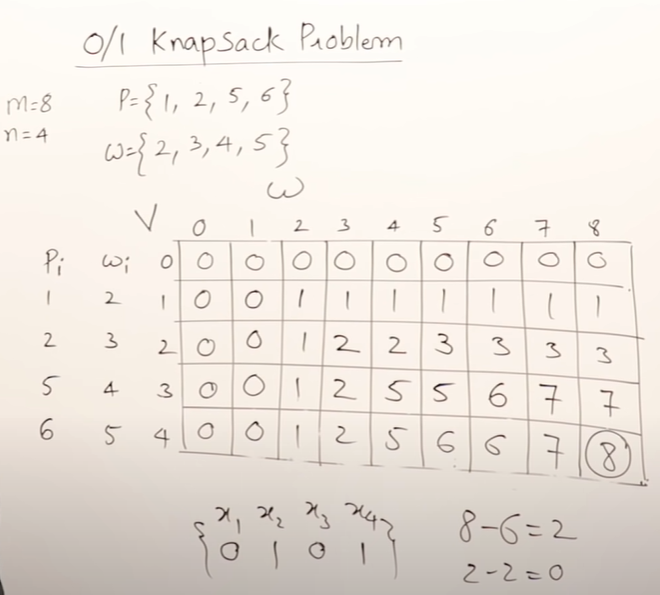 0/1 Knapsack Problem
m=8 P={1, 2, 5, 6}
n=4 w={2, 3, 4, 5}
w
V 0 1 2 3 4 5 6 7 8
Pi wi 0 0 0 0 0 0 0 0 0 0
1 2 1 0 0 1 1 1 1 1 1 1
2 3 2 0 0 1 2 2 3 3 3 3
5 4 3 0 0 1 2 5 5 6 7 7
6 5 4 0 0 1 2 5 6 6 7 8
{x1 x2 x3 x4} 8-6=2
0 1 0 1 2-2=0